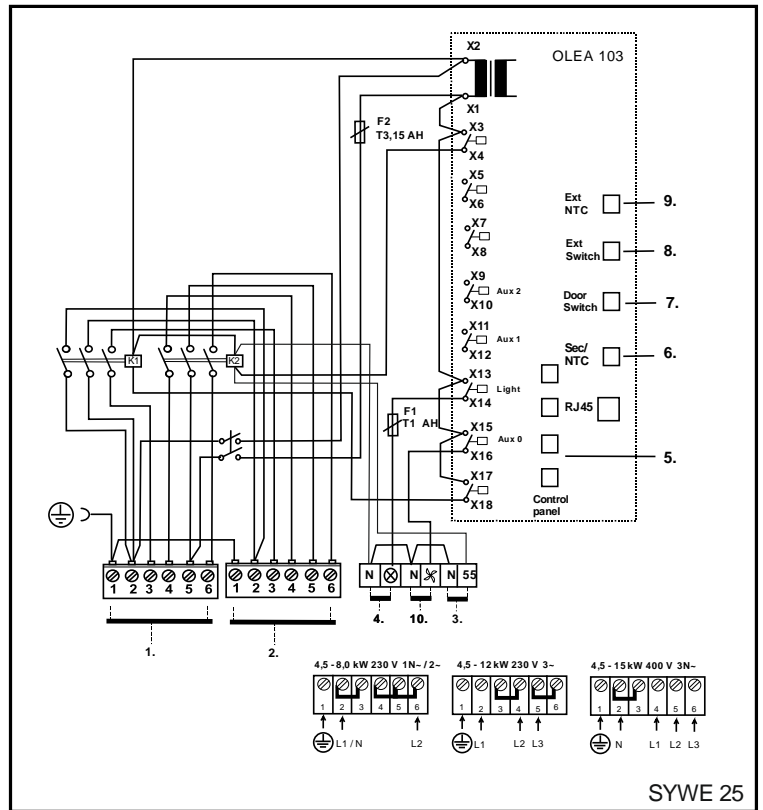 X2
OLEA 103
X1
F2
T3,15 AH
X3
X4
X5
X6
Ext
NTC
9.
X7
X8
Ext
Switch
8.
X9
Aux 2
X10
Door
Switch
7.
X11
Aux 1
X12
K1
K2
Sec/
NTC
6.
X13
Light
X14
RJ45
F1
T1 AH
X15
Aux 0
X16
5.
X17
X18
Control
panel
1 2 3 4 5 6
1 2 3 4 5 6
N N N 55
4. 10. 3.
1. 2.
4,5 - 8,0 kW 230 V 1N~ / 2~
4,5 - 12 kW 230 V 3~
4,5 - 15 kW 400 V 3N~
1 2 3 4 5 6
1 2 3 4 5 6
1 2 3 4 5 6
L1 / N L2
L1 L2 L3
N L1 L2 L3
SYWE 25